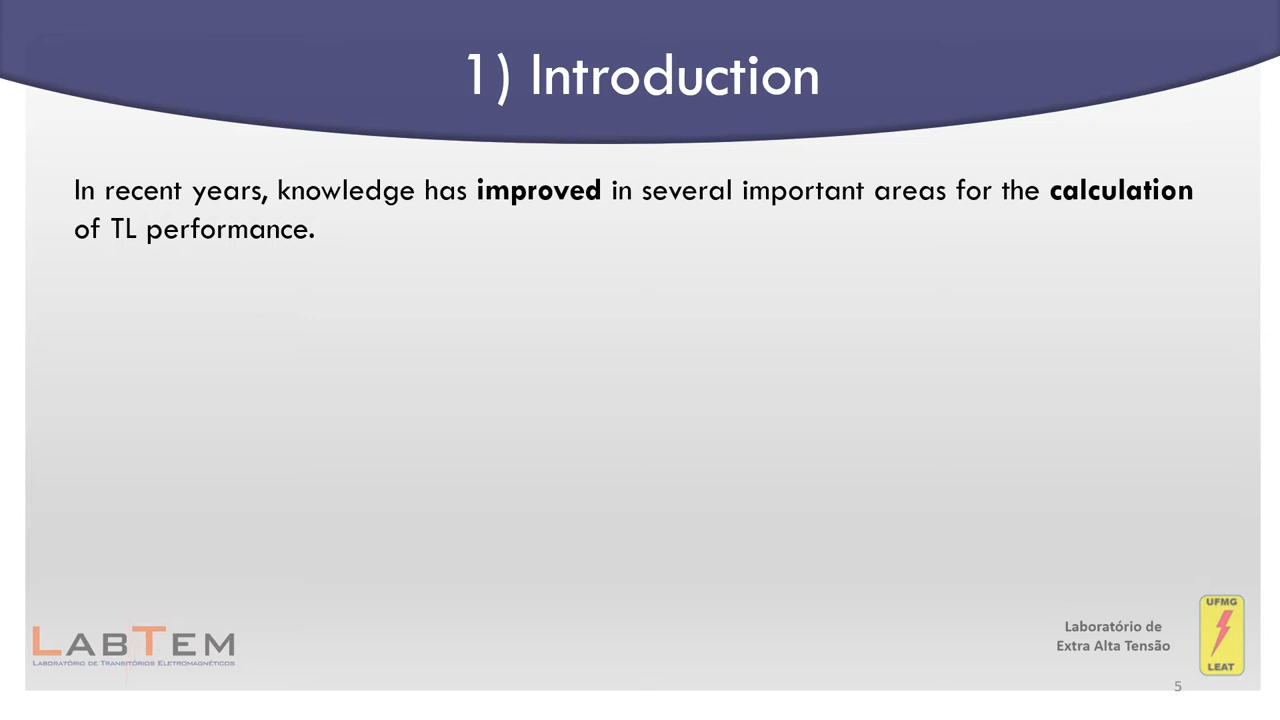 1) Introduction
In recent years, knowledge has improved in several important areas for the calculation
of TL performance.
LABTEM
LABORATÓRIO DE TRANSITÓRIOS ELETROMAGNÉTICOS
Laboratório de
Extra Alta Tensão
UFMG
LEAT
5